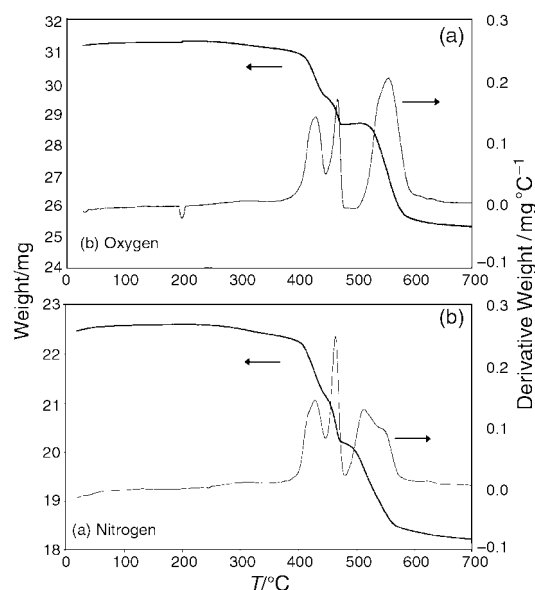 32
31
30
29
28
27
26
25
24
(a)
(b) Oxygen
0.3
0.2
0.1
0.0
−0.1
0 100 200 300 400 500 600 700
Weight/mg
Derivative Weight/mg °C−1
23
22
21
20
19
18
(b)
(a) Nitrogen
0.3
0.2
0.1
0.0
−0.1
0 100 200 300 400 500 600 700
T/°C